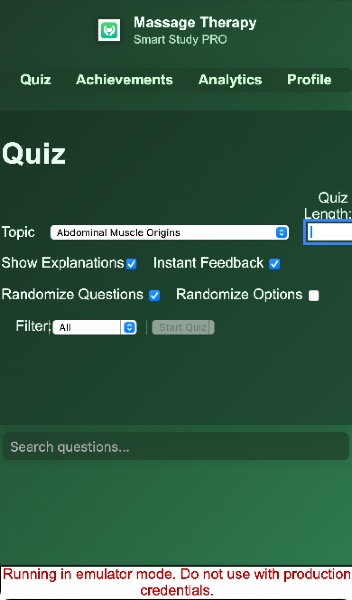 Massage Therapy
Smart Study PRO
Quiz Achievements Analytics Profile
Quiz
Quiz
Length:
Topic Abdominal Muscle Origins
Show Explanations Instant Feedback
Randomize Questions Randomize Options
Filter: All Start Quiz
Search questions...
Running in emulator mode. Do not use with production
credentials.